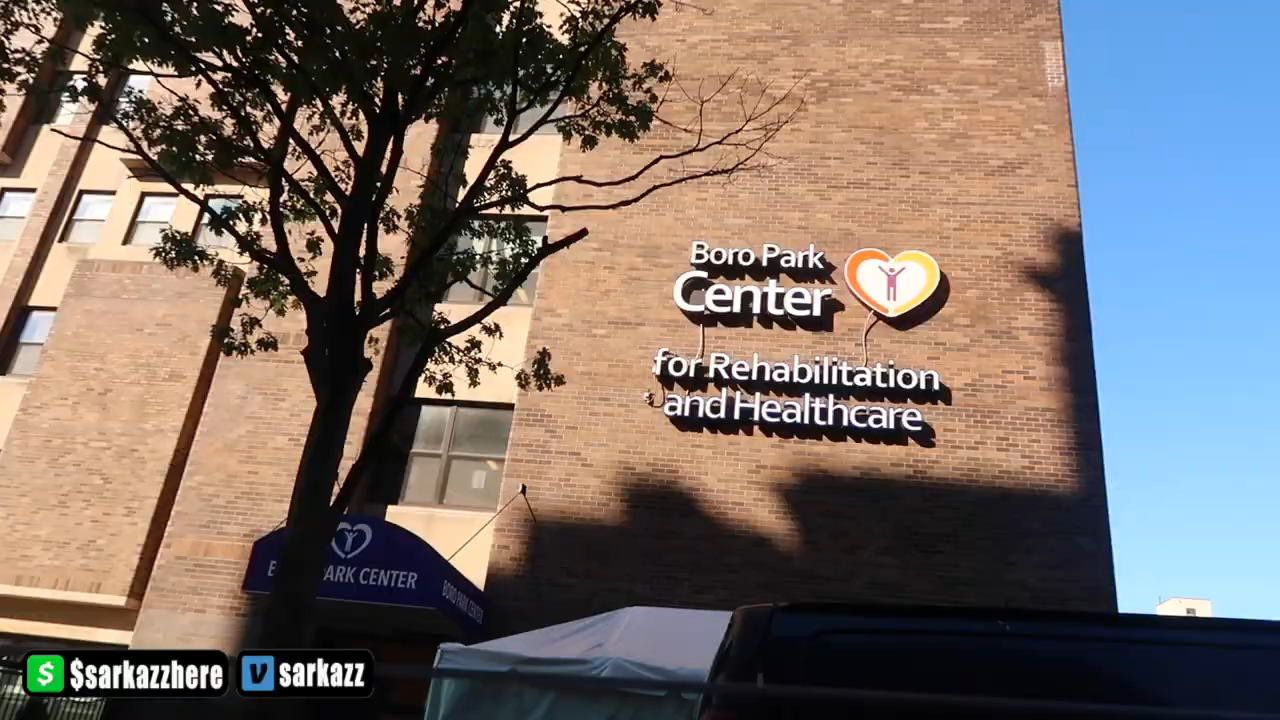 Boro Park
Center
for Rehabilitation
and Healthcare
PARK CENTER
BORO PARK CENTER
$sarkazzhere
sarkazz